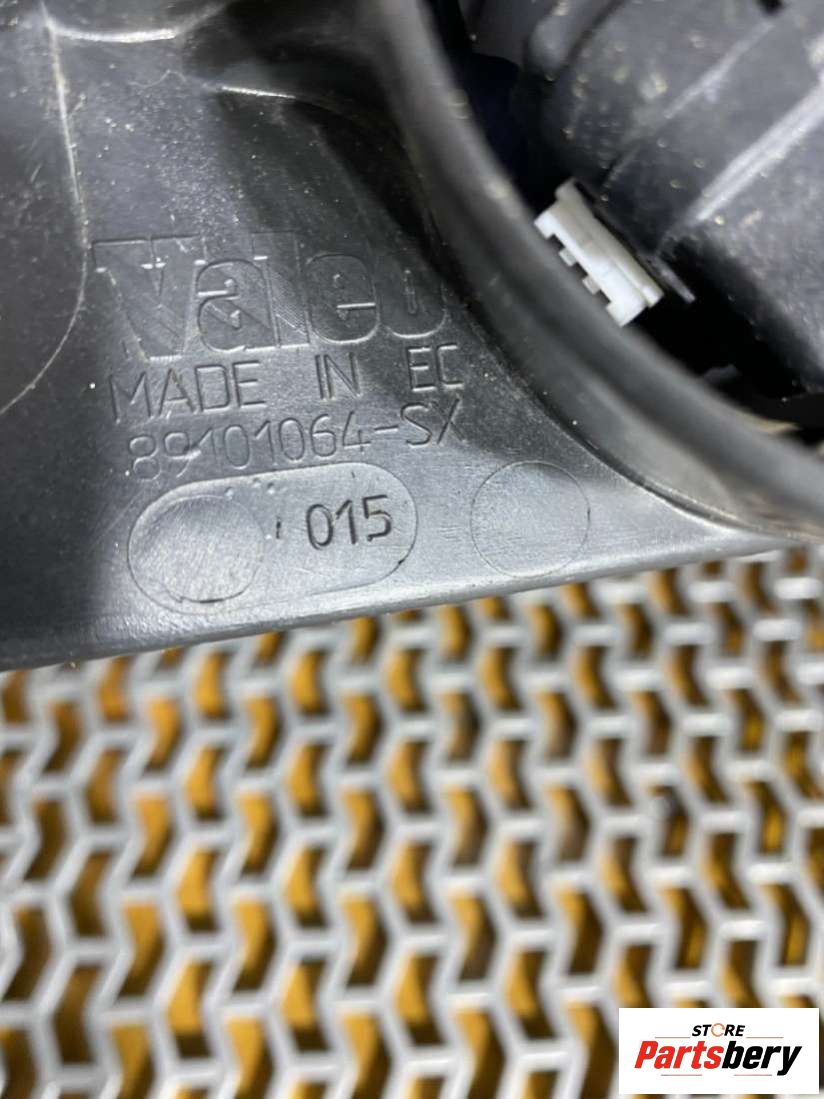 Valeo
MADE IN EC
89101064-SX
015
STORE
Partsbery